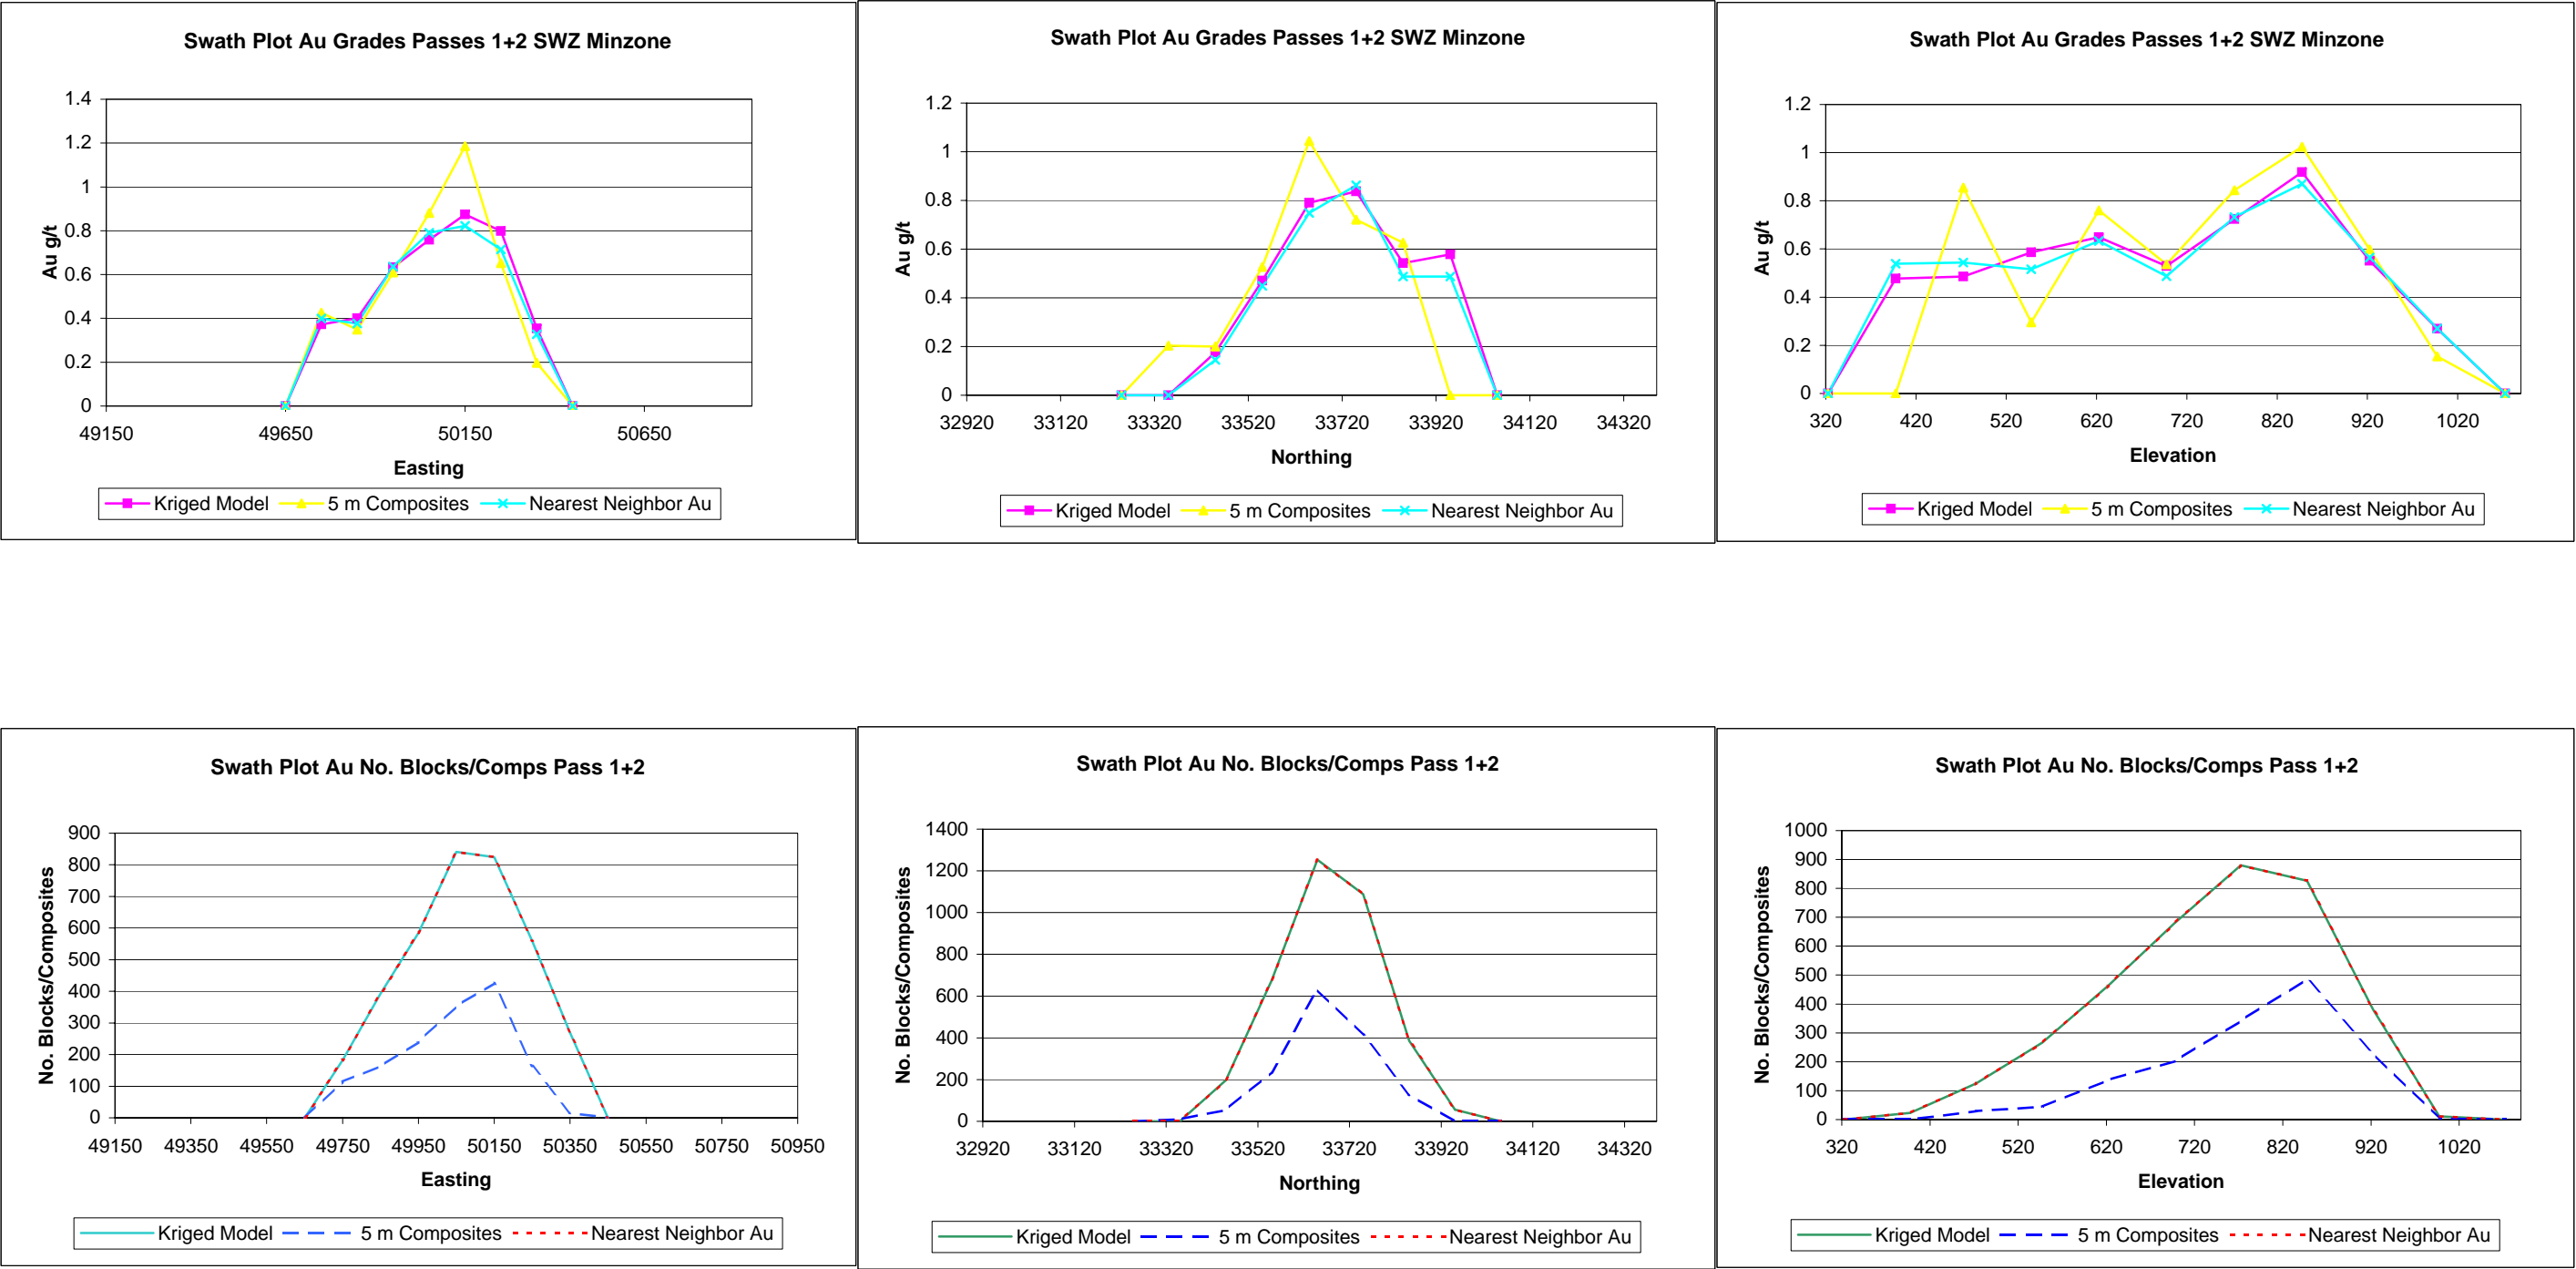 Swath Plot Au Grades Passes 1+2 SWZ Minzone
1.4
1.2
1
0.8
0.6
0.4
0.2
0
Au g/t
49150 49650 50150 50650
Easting
Kriged Model 5 m Composites Nearest Neighbor Au
Swath Plot Au Grades Passes 1+2 SWZ Minzone
1.2
1
0.8
0.6
0.4
0.2
0
Au g/t
32920 33120 33320 33520 33720 33920 34120 34320
Northing
Kriged Model 5 m Composites Nearest Neighbor Au
Swath Plot Au Grades Passes 1+2 SWZ Minzone
1.2
1
0.8
0.6
0.4
0.2
0
Au g/t
320 420 520 620 720 820 920 1020
Elevation
Kriged Model 5 m Composites Nearest Neighbor Au
Swath Plot Au No. Blocks/Comps Pass 1+2
900
800
700
600
500
400
300
200
100
0
No. Blocks/Composites
49150 49350 49550 49750 49950 50150 50350 50550 50750 50950
Easting
Kriged Model 5 m Composites Nearest Neighbor Au
Swath Plot Au No. Blocks/Comps Pass 1+2
1400
1200
1000
800
600
400
200
0
No. Blocks/Composites
32920 33120 33320 33520 33720 33920 34120 34320
Northing
Kriged Model 5 m Composites Nearest Neighbor Au
Swath Plot Au No. Blocks/Comps Pass 1+2
1000
900
800
700
600
500
400
300
200
100
0
No. Blocks/Composites
320 420 520 620 720 820 920 1020
Elevation
Kriged Model 5 m Composites Nearest Neighbor Au